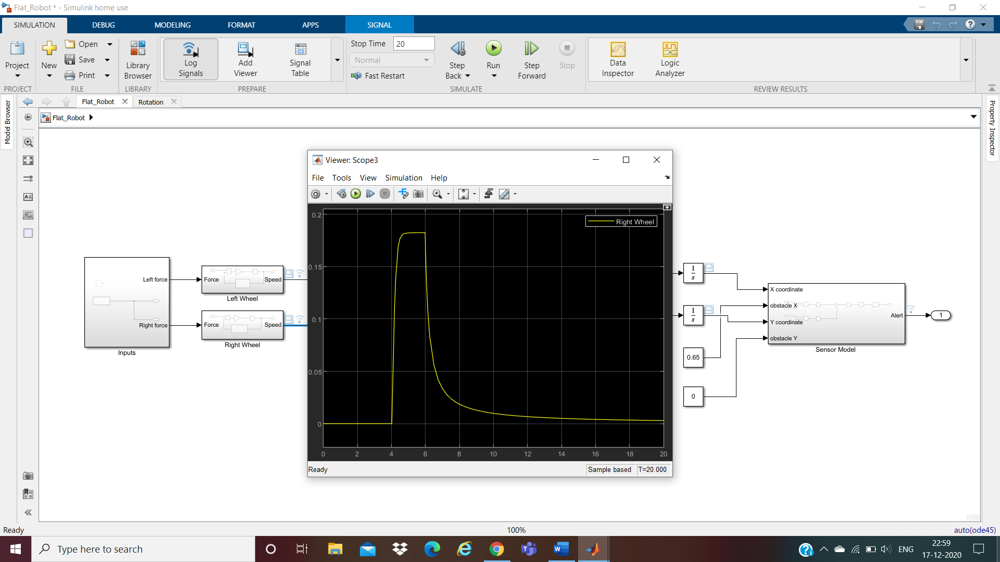 Flat_Robot * - Simulink home use
SIMULATION DEBUG MODELING FORMAT APPS SIGNAL
Project
New
Open
Save
Print
Library Browser
Log Signals
Add Viewer
Signal Table
Stop Time 20
Normal
Fast Restart
Step Back
Run
Step Forward
Stop
Data Inspector
Logic Analyzer
PROJECT FILE LIBRARY PREPARE SIMULATE REVIEW RESULTS
Model Browser
Flat_Robot Rotation
Flat_Robot
Property Inspector
Viewer: Scope3
File Tools View Simulation Help
Right Wheel
0.2
0.15
0.1
0.05
0
0 2 4 6 8 10 12 14 16 18 20
Ready Sample based T=20.000
Left force
Right force
Inputs
Force Speed
Left Wheel
Force Speed
Right Wheel
1
s
1
s
0.65
0
X coordinate
obstacle X
Y coordinate
obstacle Y
Alert
Sensor Model
1
Ready 100% auto(ode45)
Type here to search
ENG
22:59
17-12-2020